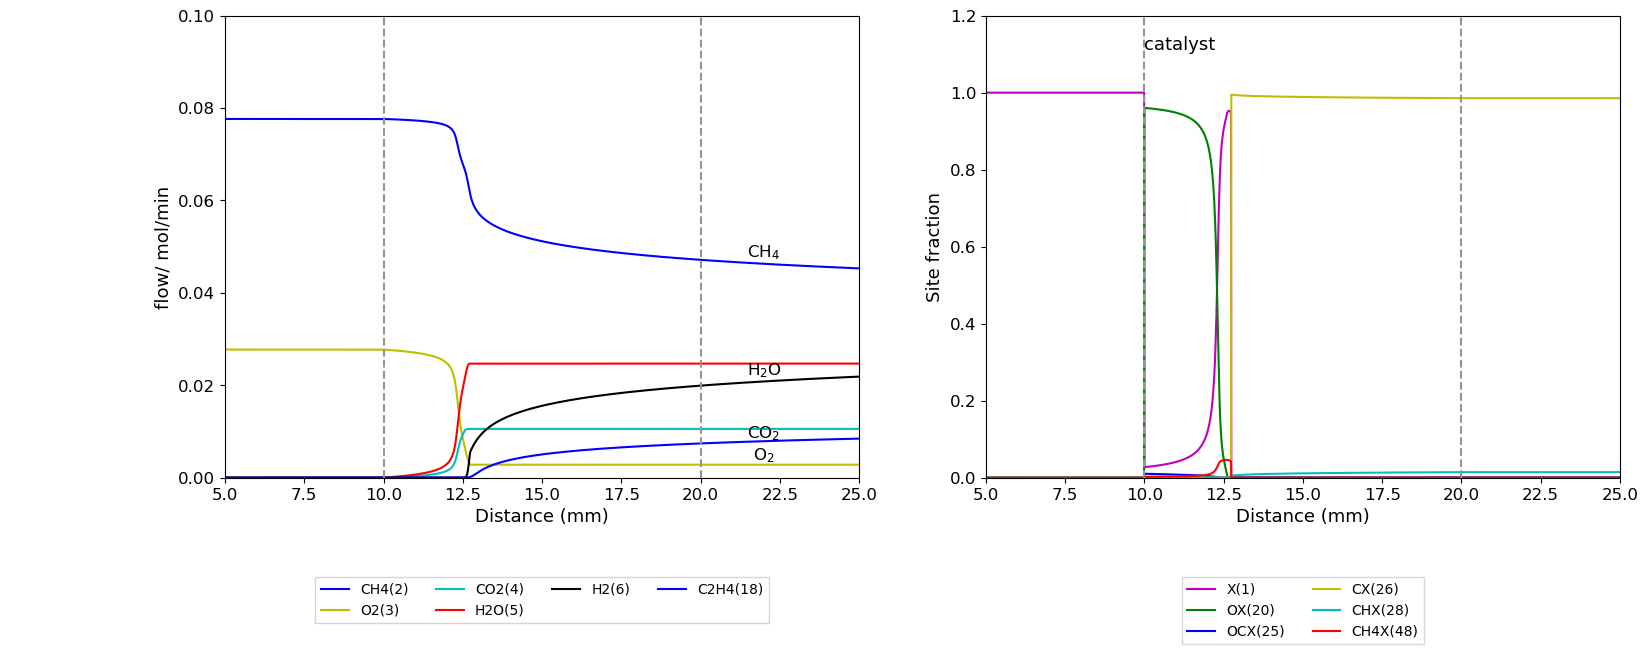 0.10
0.08
0.06
0.04
0.02
0.00
flow/ mol/min
CH₄
H₂O
CO₂
O₂
5.0 7.5 10.0 12.5 15.0 17.5 20.0 22.5 25.0
Distance (mm)
CH4(2) CO2(4) H2(6) C2H4(18)
O2(3) H2O(5)
1.2
1.0
0.8
0.6
0.4
0.2
0.0
Site fraction
catalyst
5.0 7.5 10.0 12.5 15.0 17.5 20.0 22.5 25.0
Distance (mm)
X(1) CX(26)
OX(20) CHX(28)
OCX(25) CH4X(48)